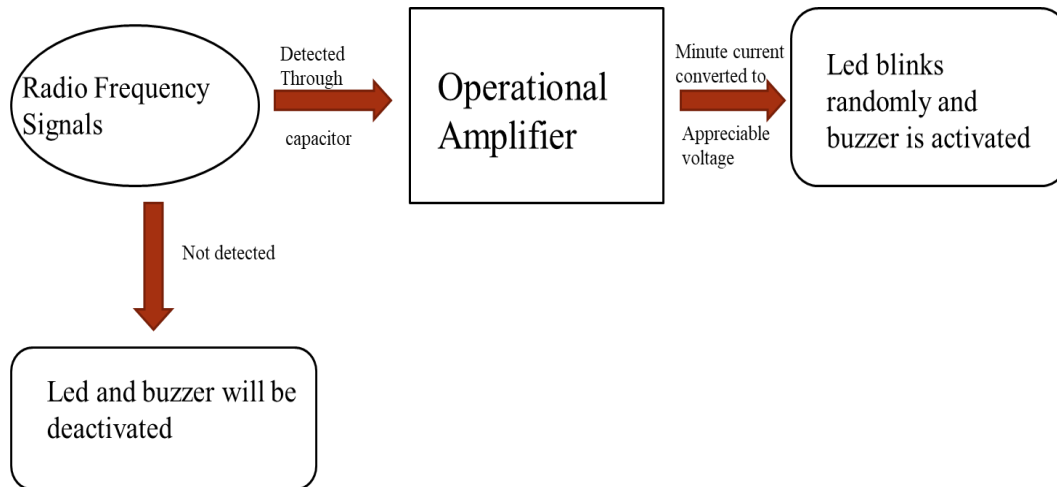 Radio Frequency
Signals
Detected
Through
capacitor
Operational
Amplifier
Minute current
converted to
Appreciable
voltage
Led blinks
randomly and
buzzer is activated
Not detected
Led and buzzer will be
deactivated